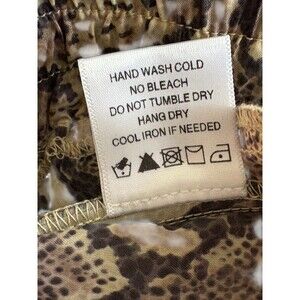 HAND WASH COLD
NO BLEACH
DO NOT TUMBLE DRY
HANG DRY
COOL IRON IF NEEDED